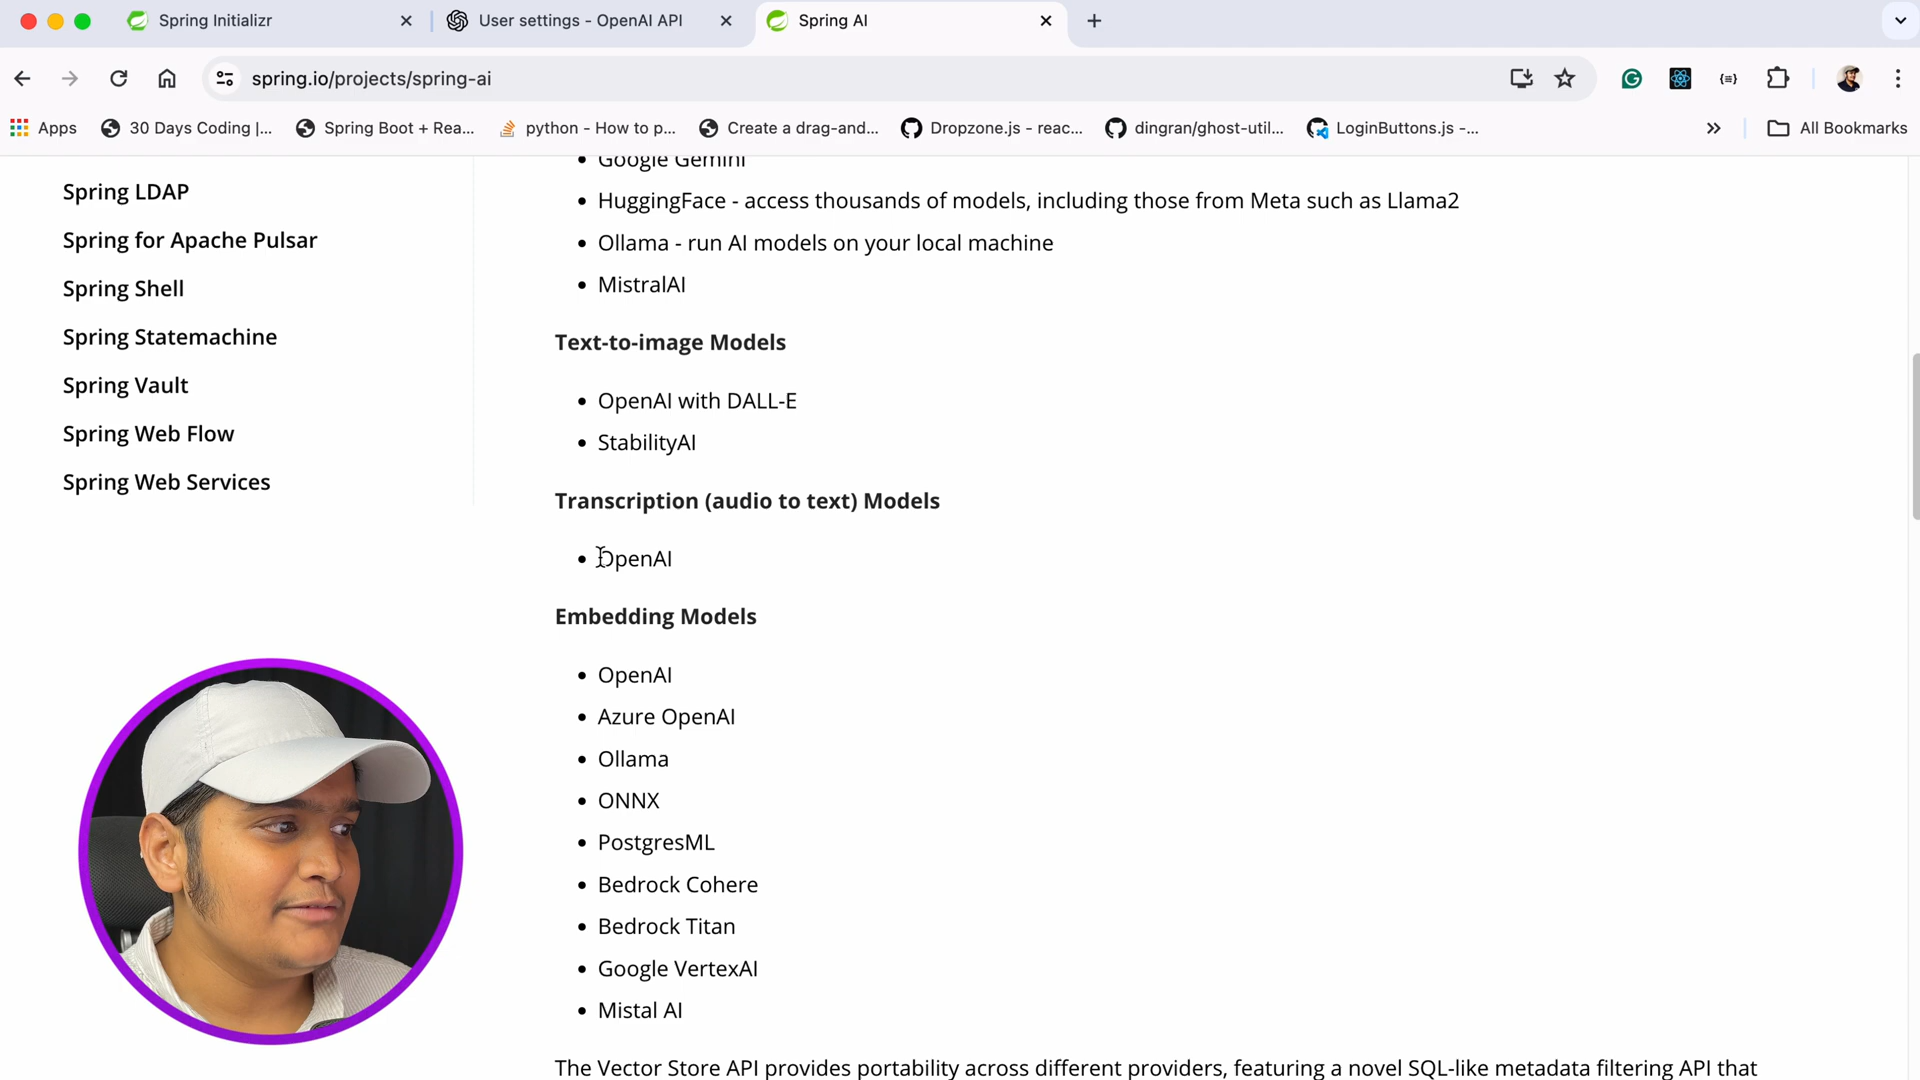 Spring Initializr
User settings - OpenAI API
Spring AI
spring.io/projects/spring-ai
Apps
30 Days Coding |...
Spring Boot + Rea...
python - How to p...
Create a drag-and...
Dropzone.js - reac...
dingran/ghost-util...
LoginButtons.js -...
All Bookmarks
Spring LDAP
Spring for Apache Pulsar
Spring Shell
Spring Statemachine
Spring Vault
Spring Web Flow
Spring Web Services
Google Gemini
HuggingFace - access thousands of models, including those from Meta such as Llama2
Ollama - run AI models on your local machine
MistralAI
Text-to-image Models
OpenAI with DALL-E
StabilityAI
Transcription (audio to text) Models
OpenAI
Embedding Models
OpenAI
Azure OpenAI
Ollama
ONNX
PostgresML
Bedrock Cohere
Bedrock Titan
Google VertexAI
Mistal AI
The Vector Store API provides portability across different providers, featuring a novel SQL-like metadata filtering API that